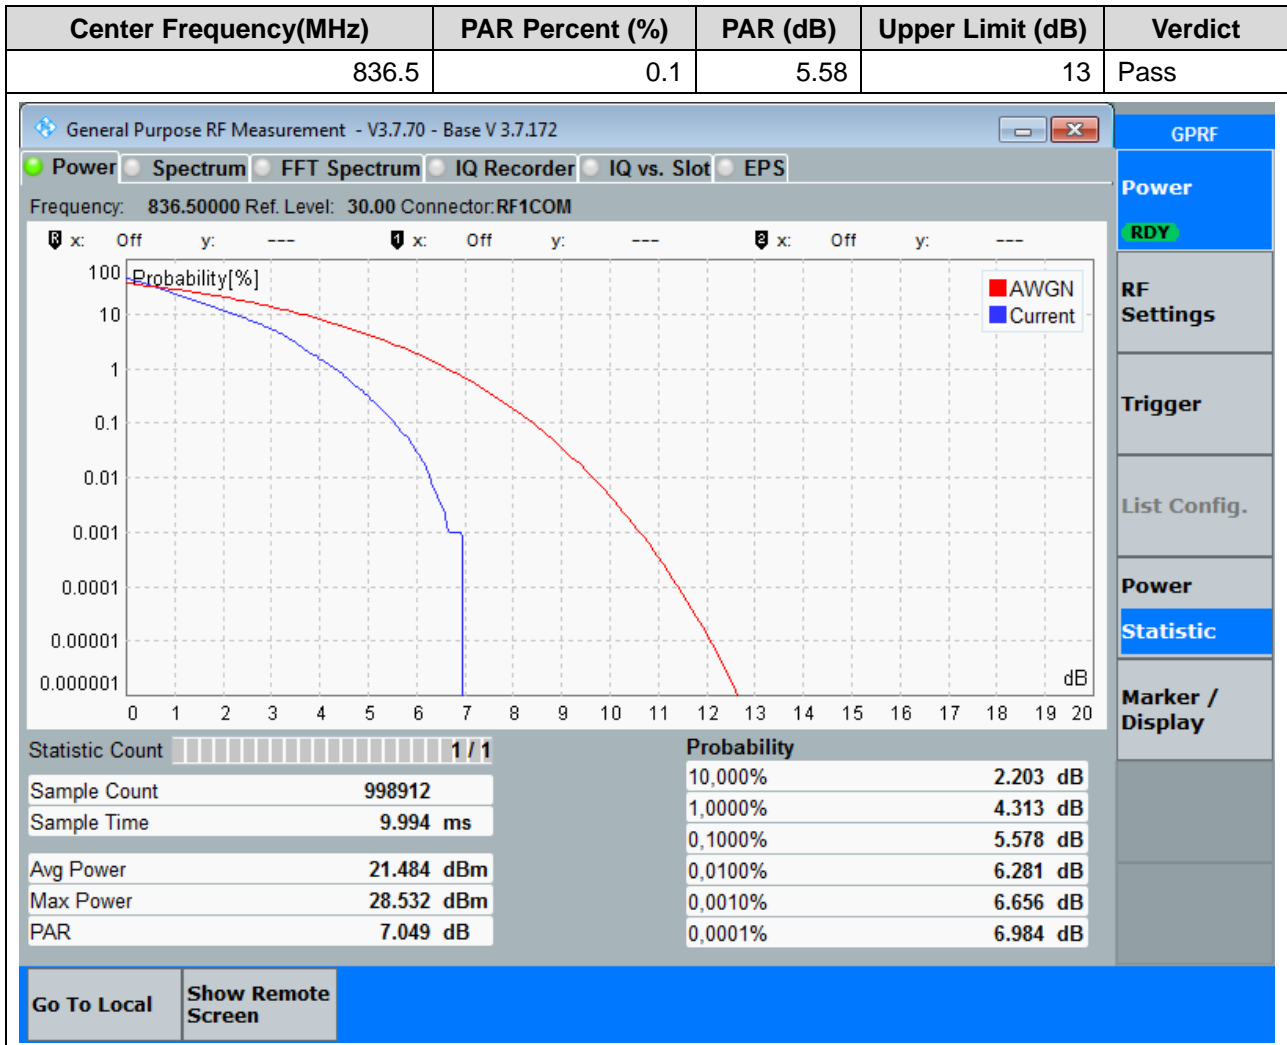 Center Frequency(MHz) PAR Percent (%) PAR (dB) Upper Limit (dB) Verdict
836.5 0.1 5.58 13 Pass
General Purpose RF Measurement - V3.7.70 - Base V 3.7.172
GPRF
Power Spectrum FFT Spectrum IQ Recorder IQ vs. Slot EPS
Power
RDY
Frequency: 836.50000 Ref. Level: 30.00 Connector: RF1COM
R x: Off y: --- 1 x: Off y: --- 2 x: Off y: ---
Probability[%]
AWGN
Current
100
10
1
0.1
0.01
0.001
0.0001
0.00001
0.000001
dB
0 1 2 3 4 5 6 7 8 9 10 11 12 13 14 15 16 17 18 19 20
RF
Settings
Trigger
List Config.
Power
Statistic
Marker /
Display
Statistic Count 1 / 1
Sample Count 998912
Sample Time 9.994 ms
Avg Power 21.484 dBm
Max Power 28.532 dBm
PAR 7.049 dB
Probability
10,000% 2.203 dB
1,0000% 4.313 dB
0,1000% 5.578 dB
0,0100% 6.281 dB
0,0010% 6.656 dB
0,0001% 6.984 dB
Go To Local
Show Remote
Screen